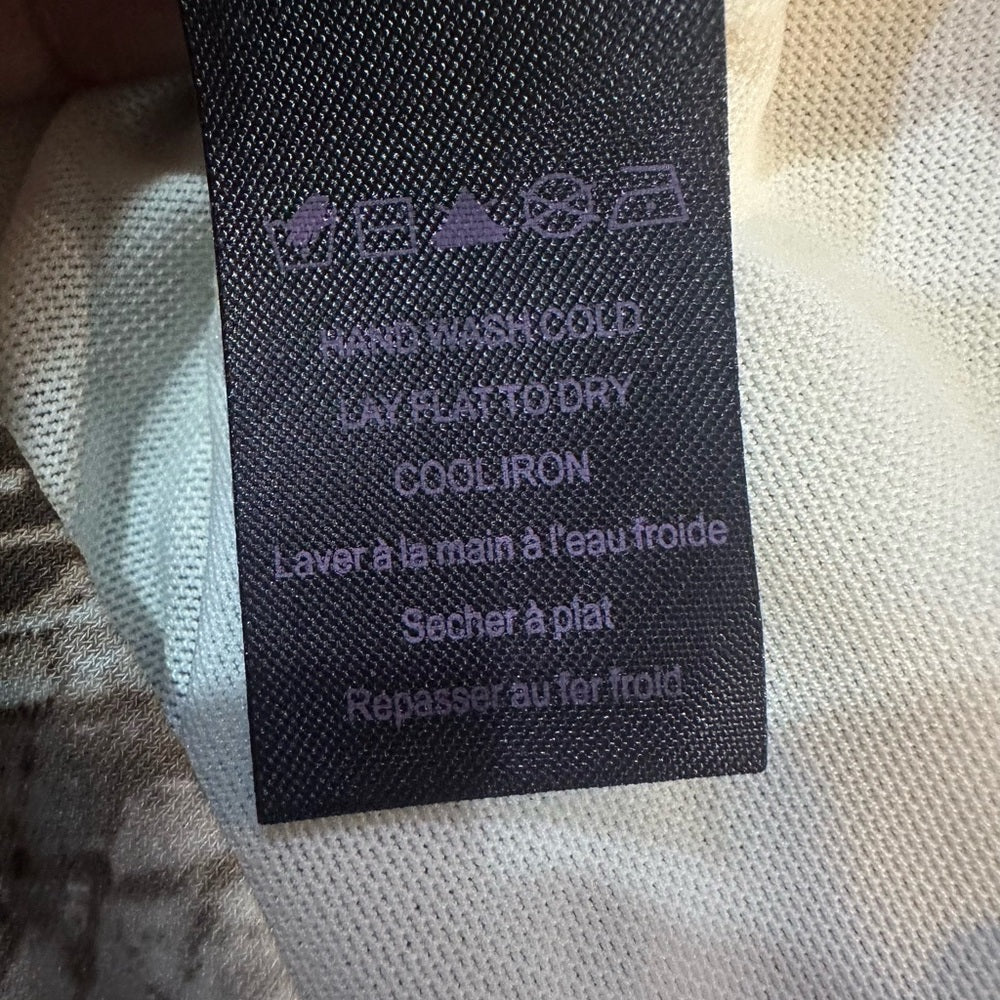 HAND WASH COLD
LAY FLAT TO DRY
COOL IRON
Laver à la main à l'eau froide
Secher à plat
Repasser au fer froid